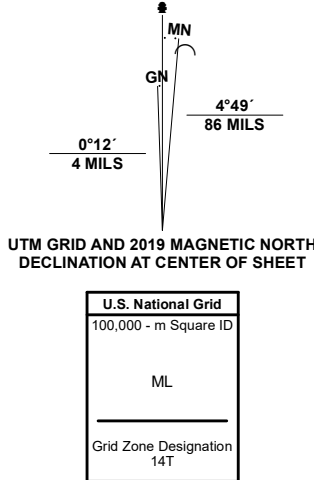 MN
GN
4°49´
86 MILS
0°12´
4 MILS
UTM GRID AND 2019 MAGNETIC NORTH
DECLINATION AT CENTER OF SHEET
U.S. National Grid
100,000 - m Square ID
ML
Grid Zone Designation
14T